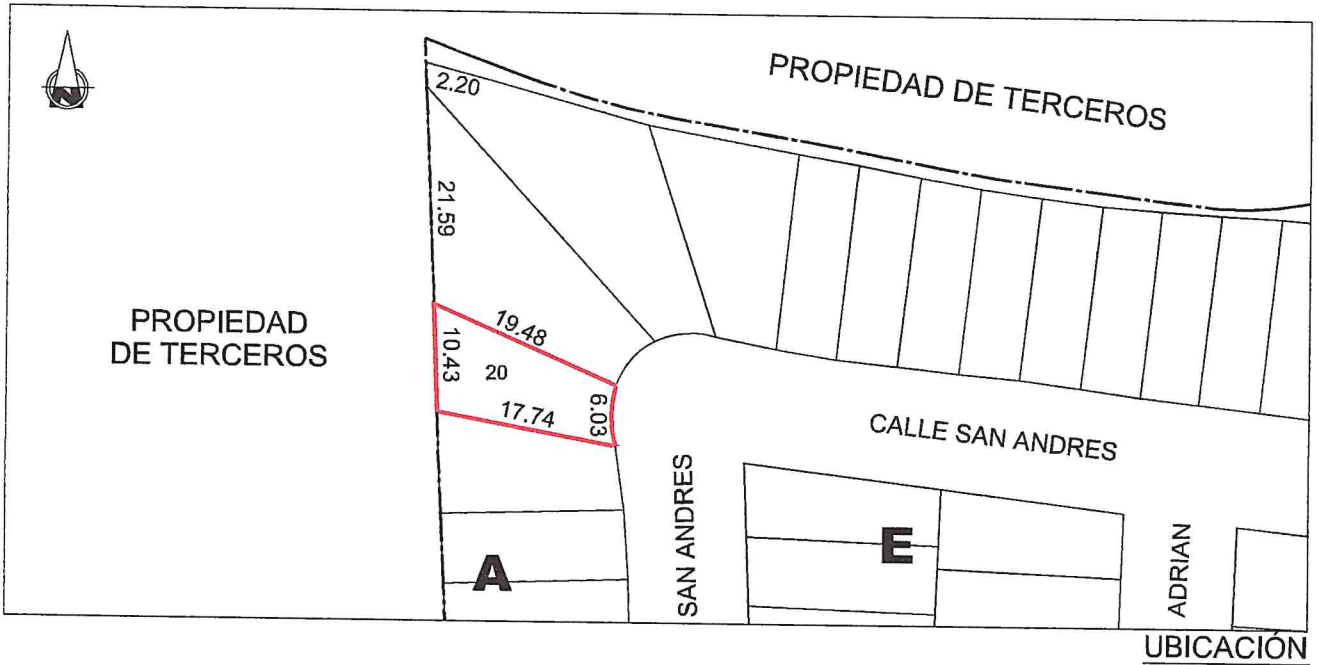 N
2.20
PROPIEDAD DE TERCEROS
21.59
PROPIEDAD
DE TERCEROS
19.48
10.43
20
17.74
6.03
CALLE SAN ANDRES
SAN ANDRES
A
E
ADRIAN
UBICACIÓN